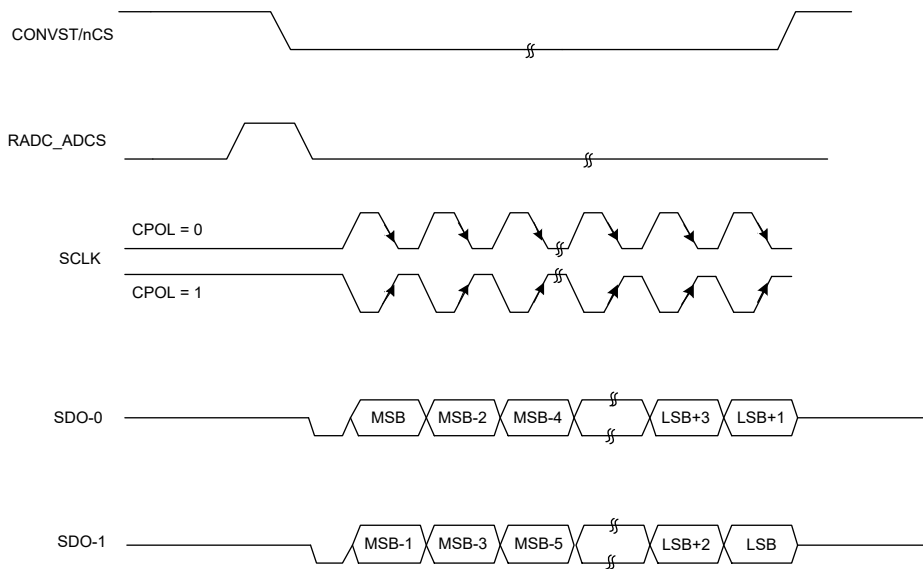 CONVST/nCS
RADC_ADCS
CPOL = 0
SCLK
CPOL = 1
SDO-0 MSB MSB-2 MSB-4 LSB+3 LSB+1
SDO-1 MSB-1 MSB-3 MSB-5 LSB+2 LSB